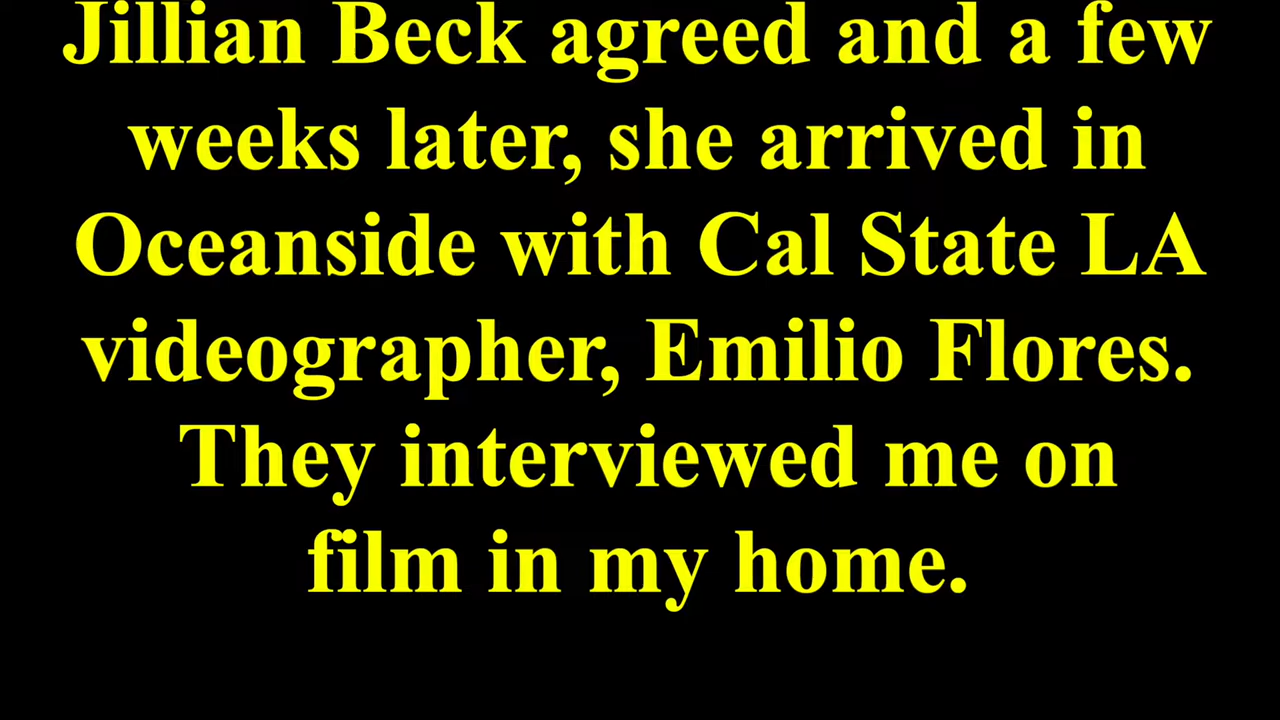 Jillian Beck agreed and a few
weeks later, she arrived in
Oceanside with Cal State LA
videographer, Emilio Flores.
They interviewed me on
film in my home.